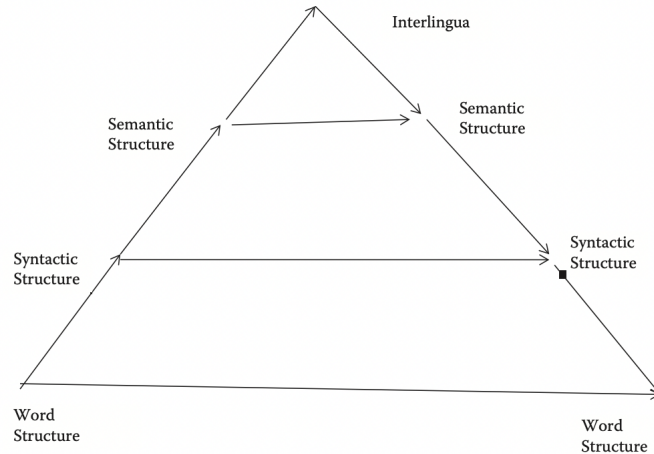 Interlingua
Semantic
Structure
Semantic
Structure
Syntactic
Structure
Syntactic
Structure
Word
Structure
Word
Structure